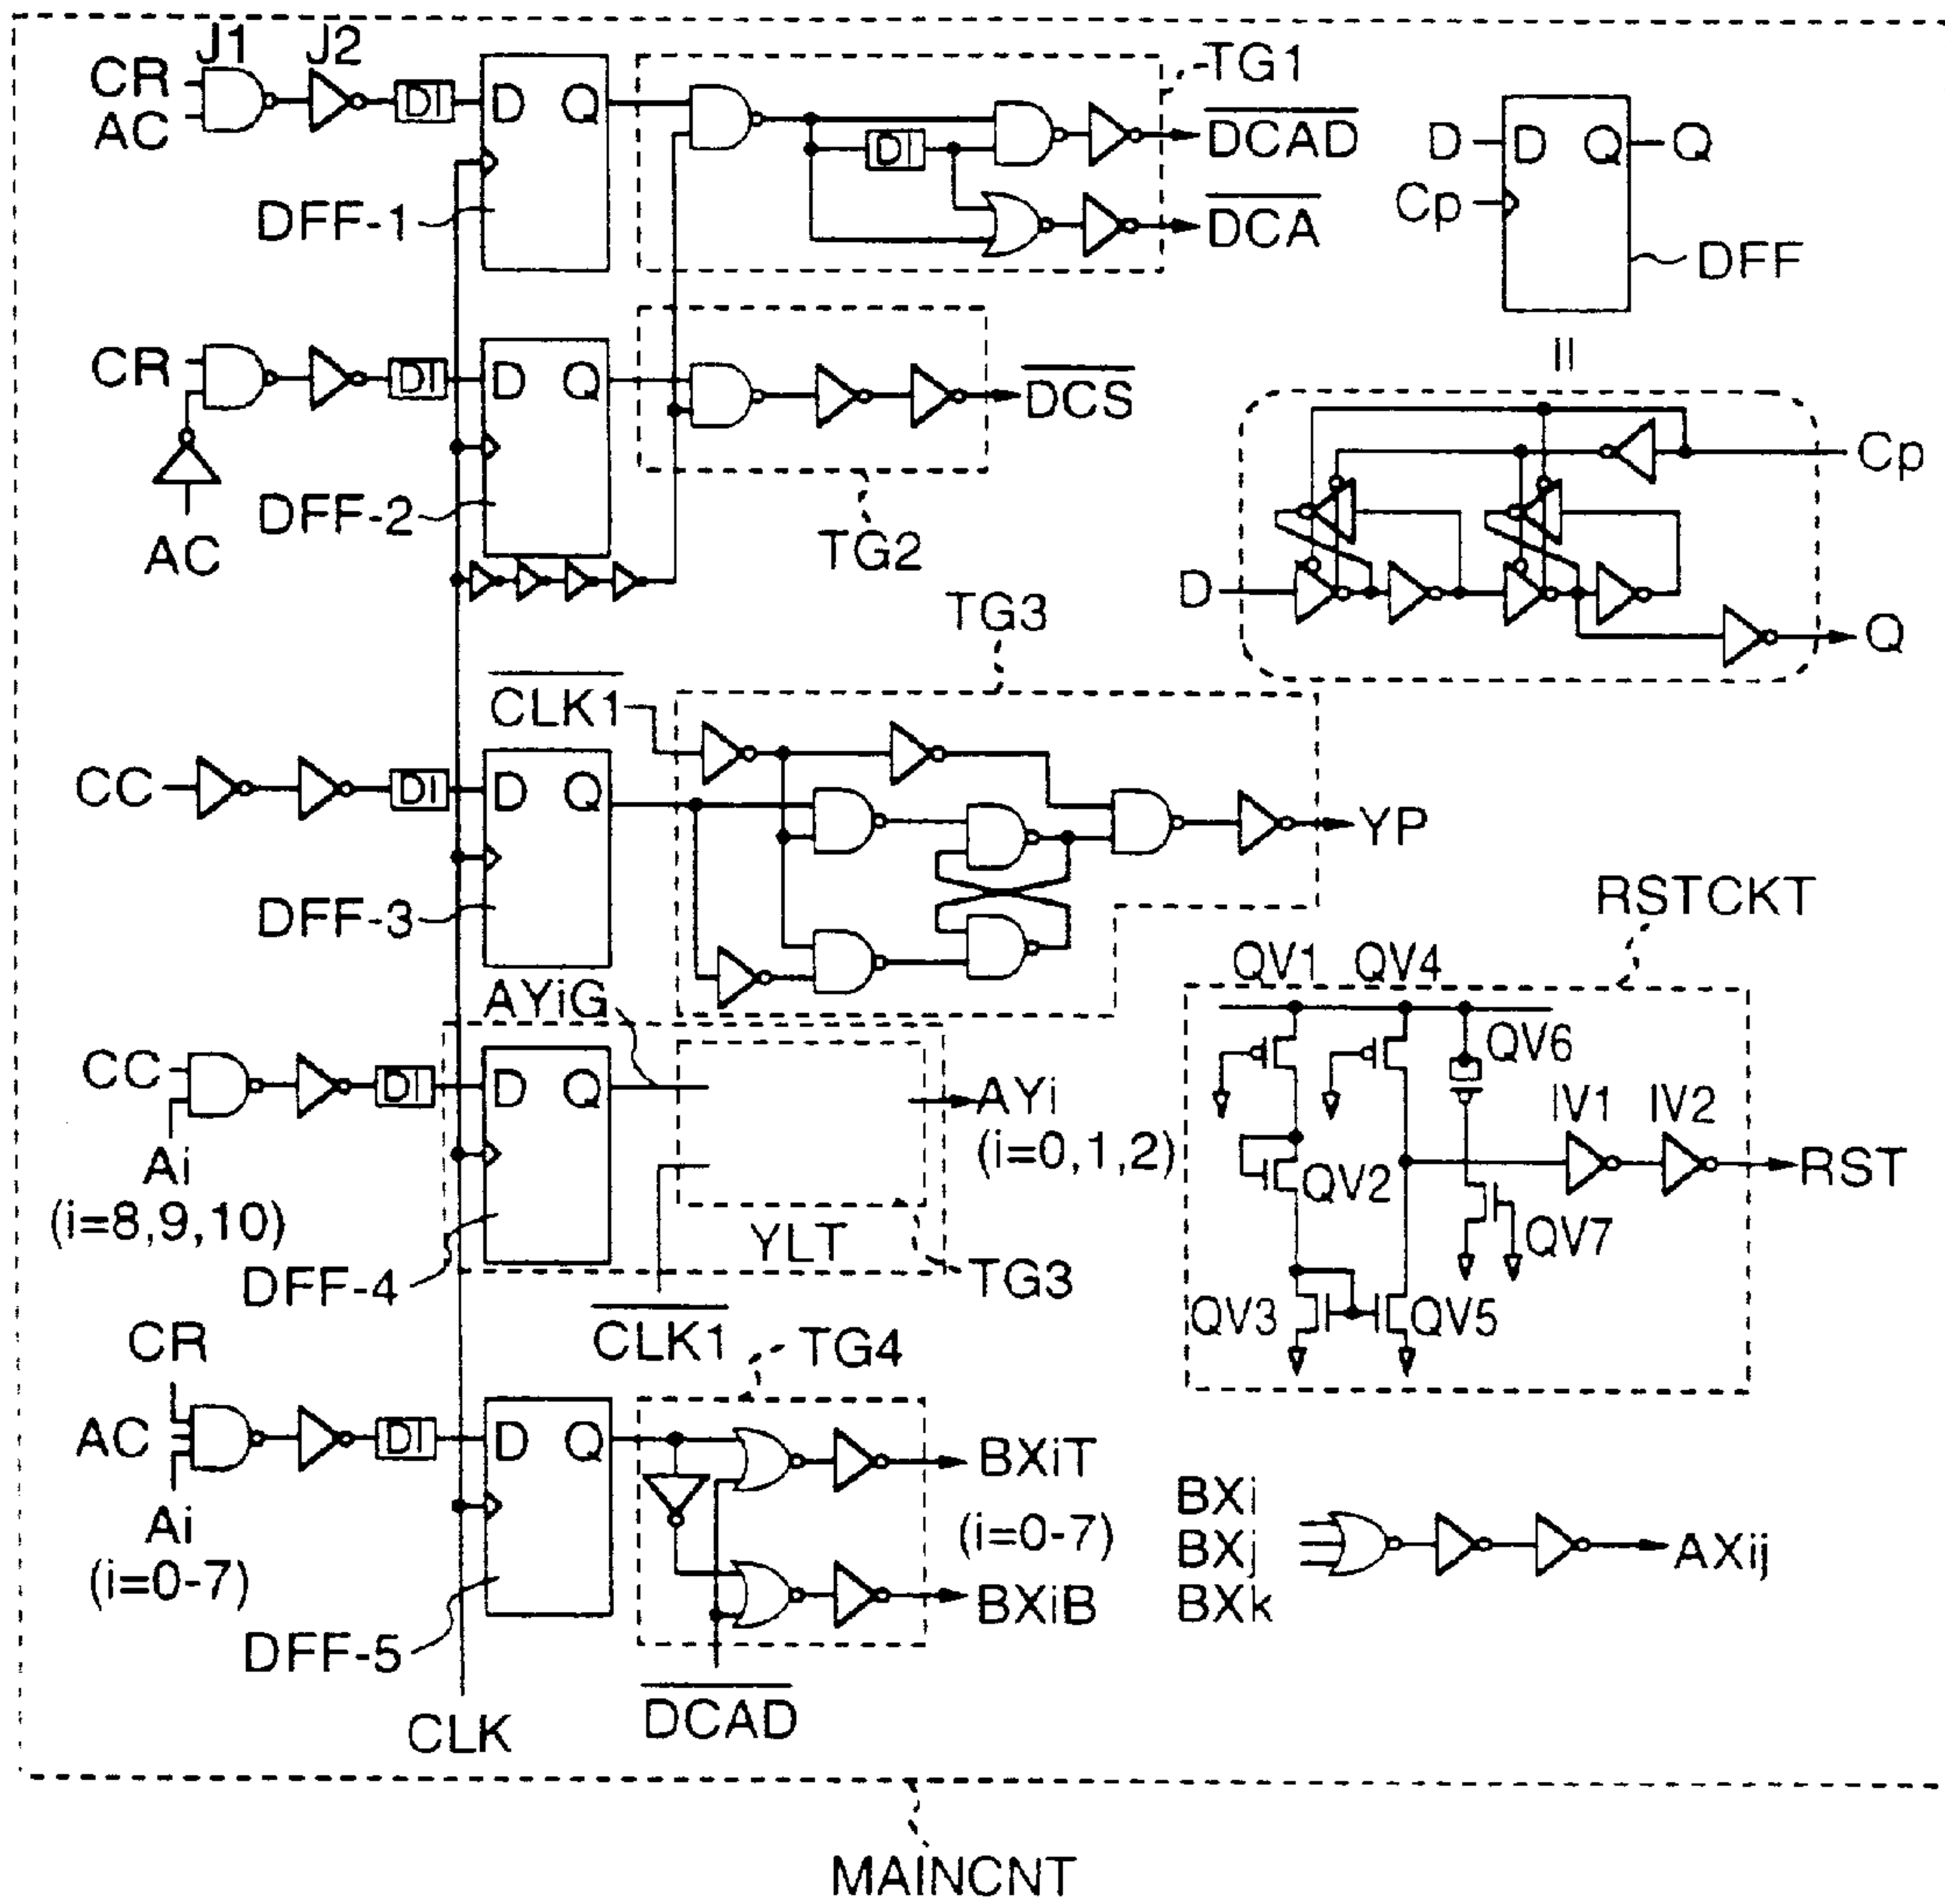 J1 J2
CR
AC
DI
D Q
DFF-1
TG1
DI
DCAD
DCA
D D Q Q
Cp
DFF
CR
AC
DI
D Q
DFF-2
TG2
DCS
Cp
D
Q
TG3
CLK1
CC
DI
D Q
DFF-3
YP
RSTCKT
QV1 QV4
QV6
IV1 IV2
RST
QV2
QV7
QV3 QV5
AYiG
CC
Ai
(i=8,9,10)
DI
D Q
DFF-4
AYi
(i=0,1,2)
YLT
TG3
CLK1
CR
AC
Ai
(i=0-7)
DI
D Q
DFF-5
TG4
BXiT
(i=0-7)
BXiB
DCAD
CLK
BXi
BXj
BXk
AXij
MAINCNT